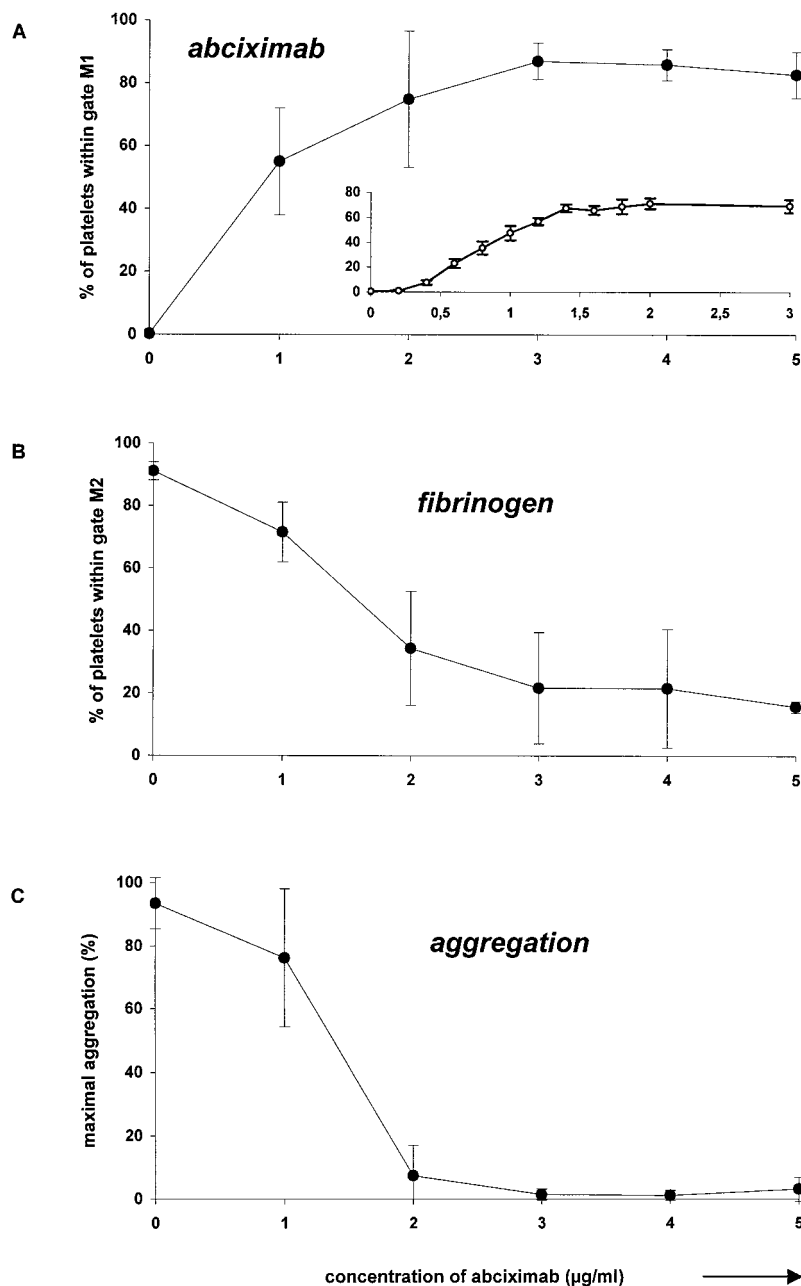 A
abciximab
% of platelets within gate M1
100
80
60
40
20
0
80
60
40
20
0
0 0,5 1 1,5 2 2,5 3
0 1 2 3 4 5
B
fibrinogen
% of platelets within gate M2
100
80
60
40
20
0
0 1 2 3 4 5
C
aggregation
maximal aggregation (%)
100
80
60
40
20
0
0 1 2 3 4 5
concentration of abciximab (µg/ml)